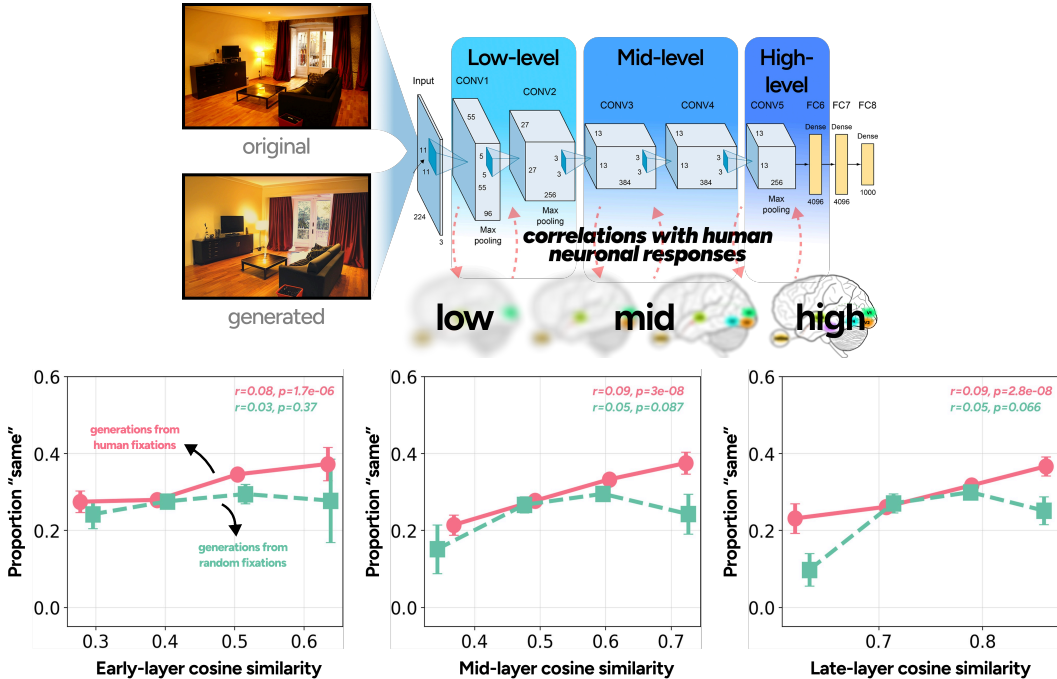 original
generated
Low-level
Mid-level
High-
level
Input
CONV1
CONV2
CONV3
CONV4
CONV5
FC6
FC7
FC8
55
27
13
13
13
Dense
Dense
Dense
11
11
5
5
55
27
3
3
13
3
3
13
3
3
13
224
3
96
256
384
384
256
4096
4096
1000
Max
pooling
Max
pooling
Max
pooling
correlations with human
neuronal responses
low
mid
high
0.6
0.4
0.2
0.0
Proportion “same”
r=0.08, p=1.7e-06
r=0.03, p=0.37
generations from
human fixations
generations from
random fixations
0.3
0.4
0.5
0.6
Early-layer cosine similarity
0.6
0.4
0.2
0.0
Proportion “same”
r=0.09, p=3e-08
r=0.05, p=0.087
0.4
0.5
0.6
0.7
Mid-layer cosine similarity
0.6
0.4
0.2
0.0
Proportion “same”
r=0.09, p=2.8e-08
r=0.05, p=0.066
0.7
0.8
Late-layer cosine similarity